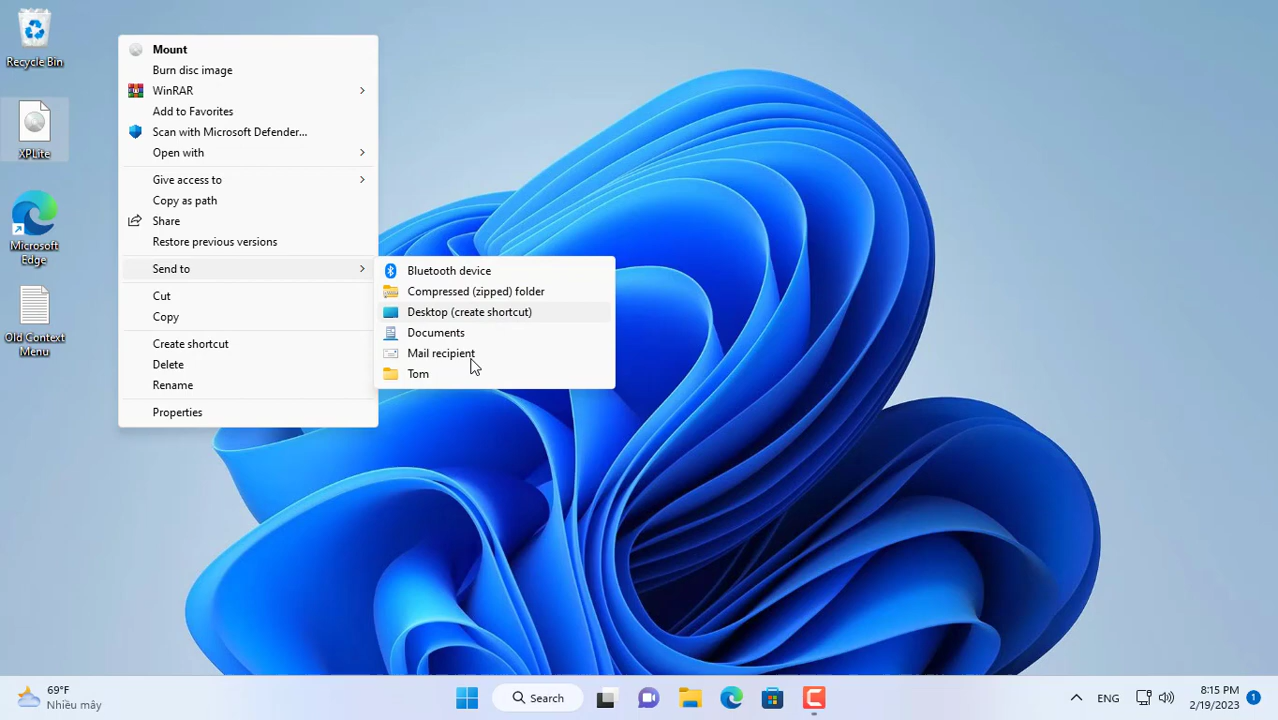 Recycle Bin
XPLite
Microsoft
Edge
Old Context
Menu
Mount
Burn disc image
WinRAR
Add to Favorites
Scan with Microsoft Defender...
Open with
Give access to
Copy as path
Share
Restore previous versions
Send to
Cut
Copy
Create shortcut
Delete
Rename
Properties
Bluetooth device
Compressed (zipped) folder
Desktop (create shortcut)
Documents
Mail recipient
Tom
69°F
Nhiều mây
Search
ENG
8:15 PM
2/19/2023
1